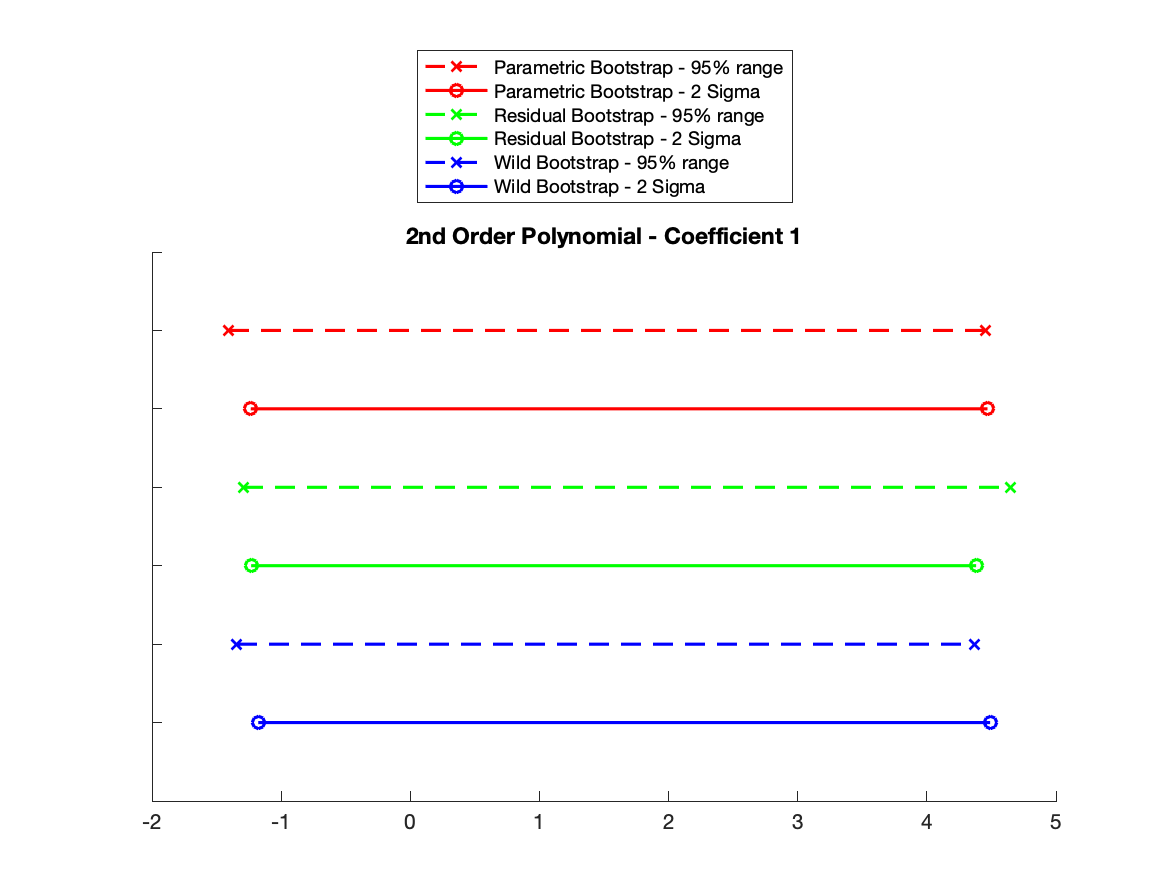 Parametric Bootstrap - 95% range
Parametric Bootstrap - 2 Sigma
Residual Bootstrap - 95% range
Residual Bootstrap - 2 Sigma
Wild Bootstrap - 95% range
Wild Bootstrap - 2 Sigma
2nd Order Polynomial - Coefficient 1
-2 -1 0 1 2 3 4 5